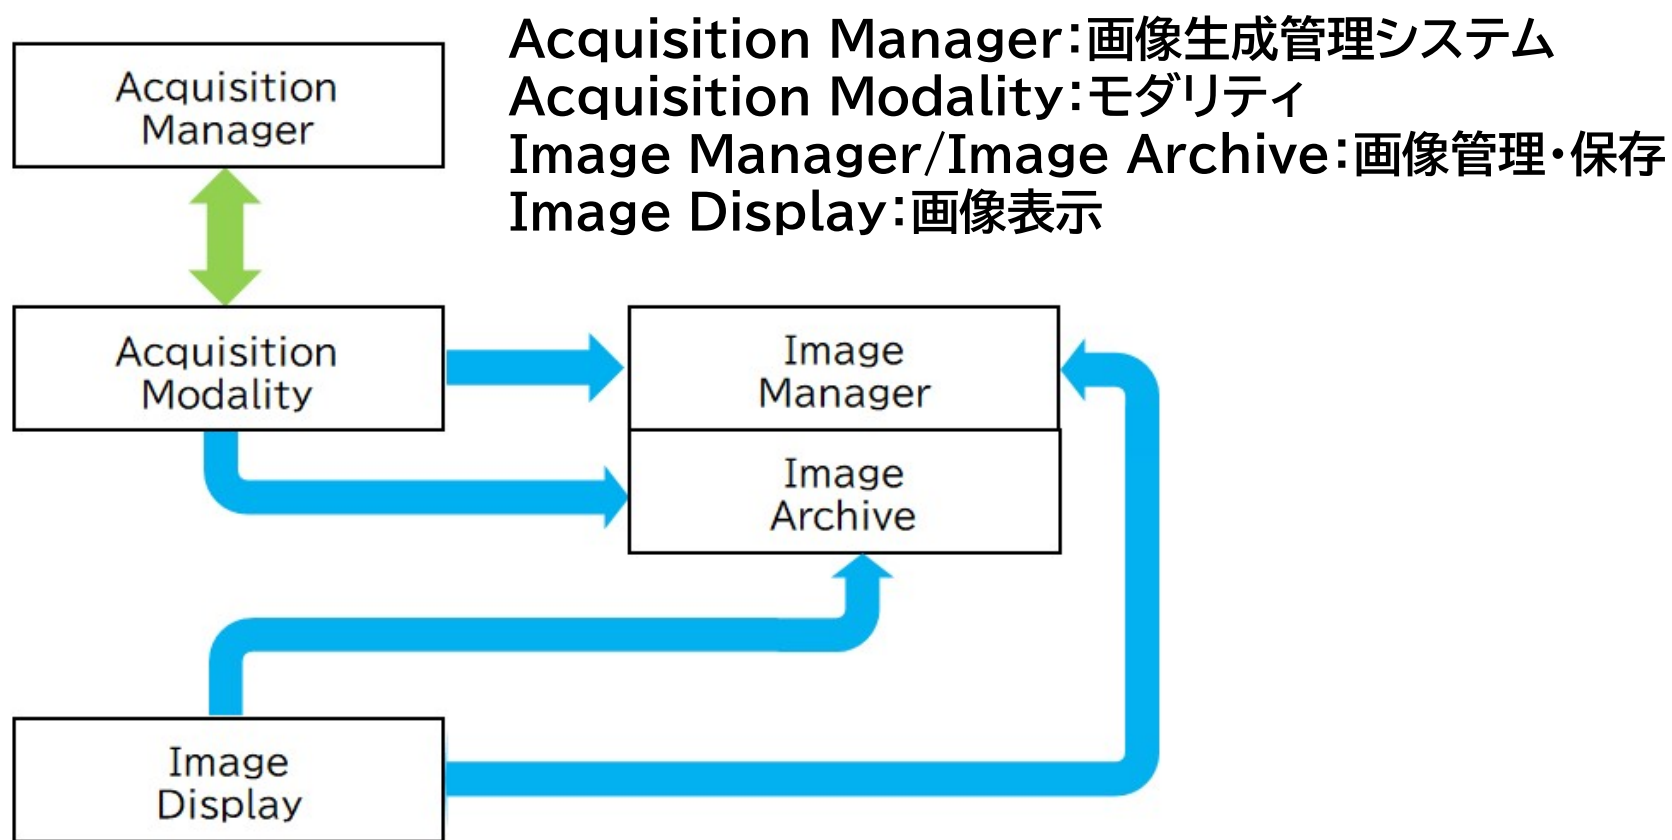 Acquisition Manager：画像生成管理システム
Acquisition Modality：モダリティ
Image Manager/Image Archive：画像管理・保存
Image Display：画像表示
Acquisition
Manager
Acquisition
Modality
Image
Manager
Image
Archive
Image
Display